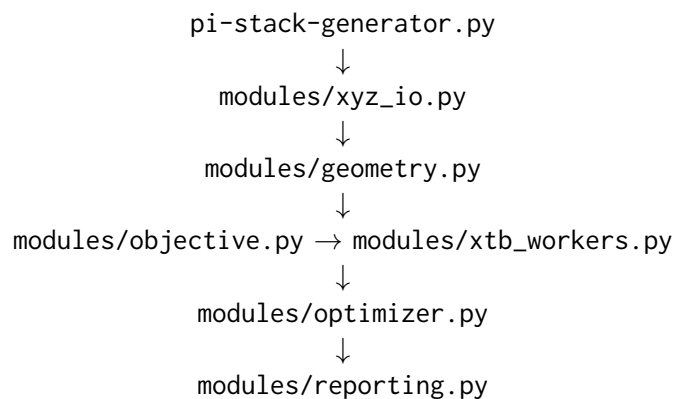 pi-stack-generator.py
↓
modules/xyz_io.py
↓
modules/geometry.py
↓
modules/objective.py → modules/xtb_workers.py
↓
modules/optimizer.py
↓
modules/reporting.py